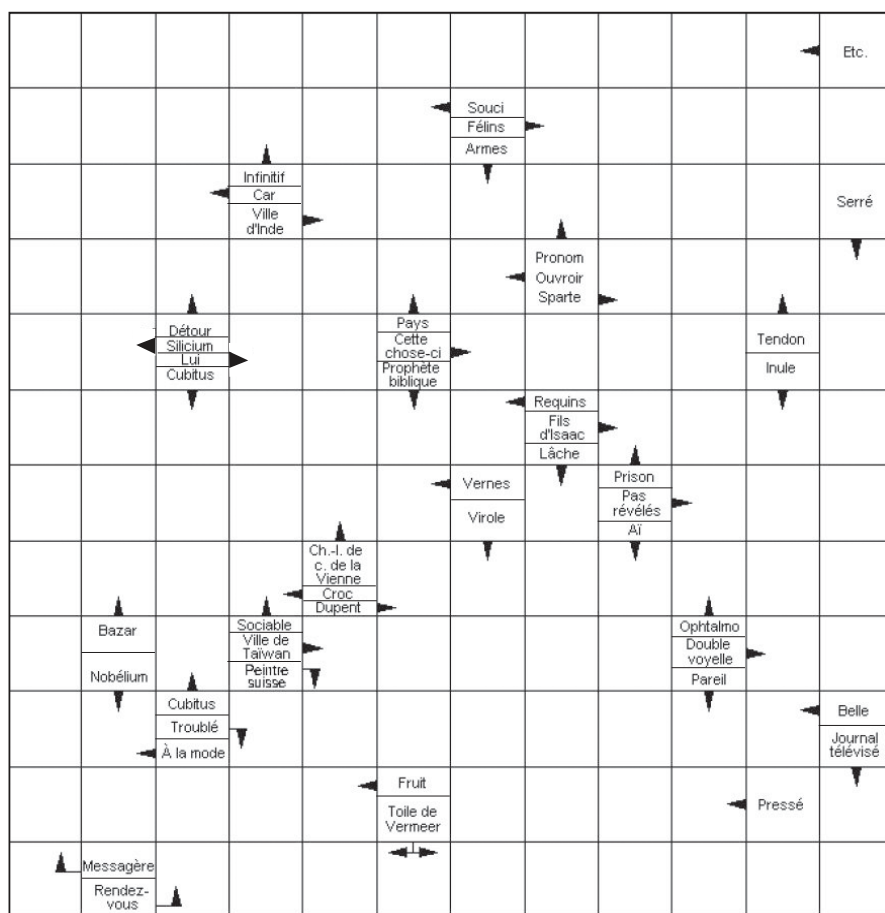 Etc.
Souci
Félins
Armes
Infinitif
Car
Ville
d'Inde
Serré
Pronom
Ouvroir
Sparte
Détour
Silicium
Lui
Cubitus
Pays
Cette
chose-ci
Prophète
biblique
Tendon
Inule
Requins
Fils
d'Isaac
Lâche
Vernes
Virole
Prison
Pas
révélés
Aï
Ch.-l. de
c. de la
Vienne
Croc
Dupent
Bazar
Nobélium
Sociable
Ville de
Taïwan
Peintre
suisse
Ophtalmo
Double
voyelle
Pareil
Cubitus
Troublé
À la mode
Belle
Journal
télévisé
Fruit
Toile de
Vermeer
Pressé
Messagère
Rendez-
vous